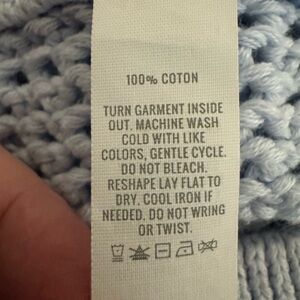 100% COTON
TURN GARMENT INSIDE
OUT. MACHINE WASH
COLD WITH LIKE
COLORS, GENTLE CYCLE.
DO NOT BLEACH.
RESHAPE LAY FLAT TO
DRY. COOL IRON IF
NEEDED. DO NOT WRING
OR TWIST.